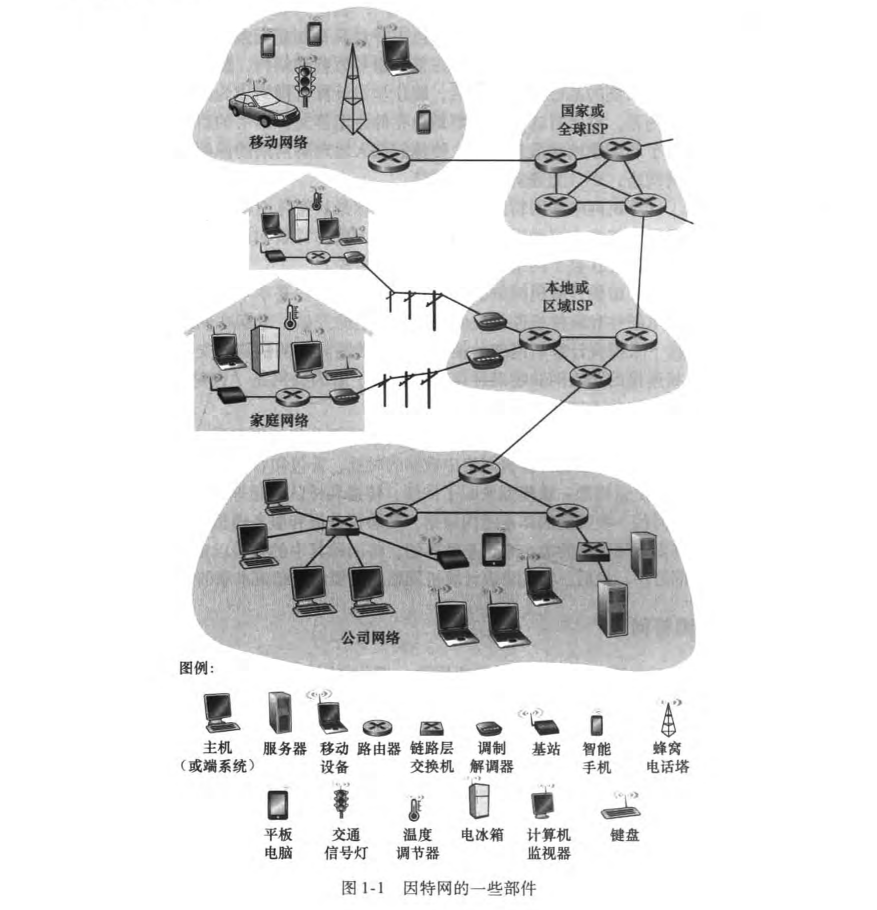 国家或
全球ISP
移动网络
本地或
区域ISP
家庭网络
公司网络
图例：
主机
（或端系统）
服务器
移动
设备
路由器
链路层
交换机
调制
解调器
基站
智能
手机
蜂窝
电话塔
平板
电脑
交通
信号灯
温度
调节器
电冰箱
计算机
监视器
键盘
图 1-1 因特网的一些部件